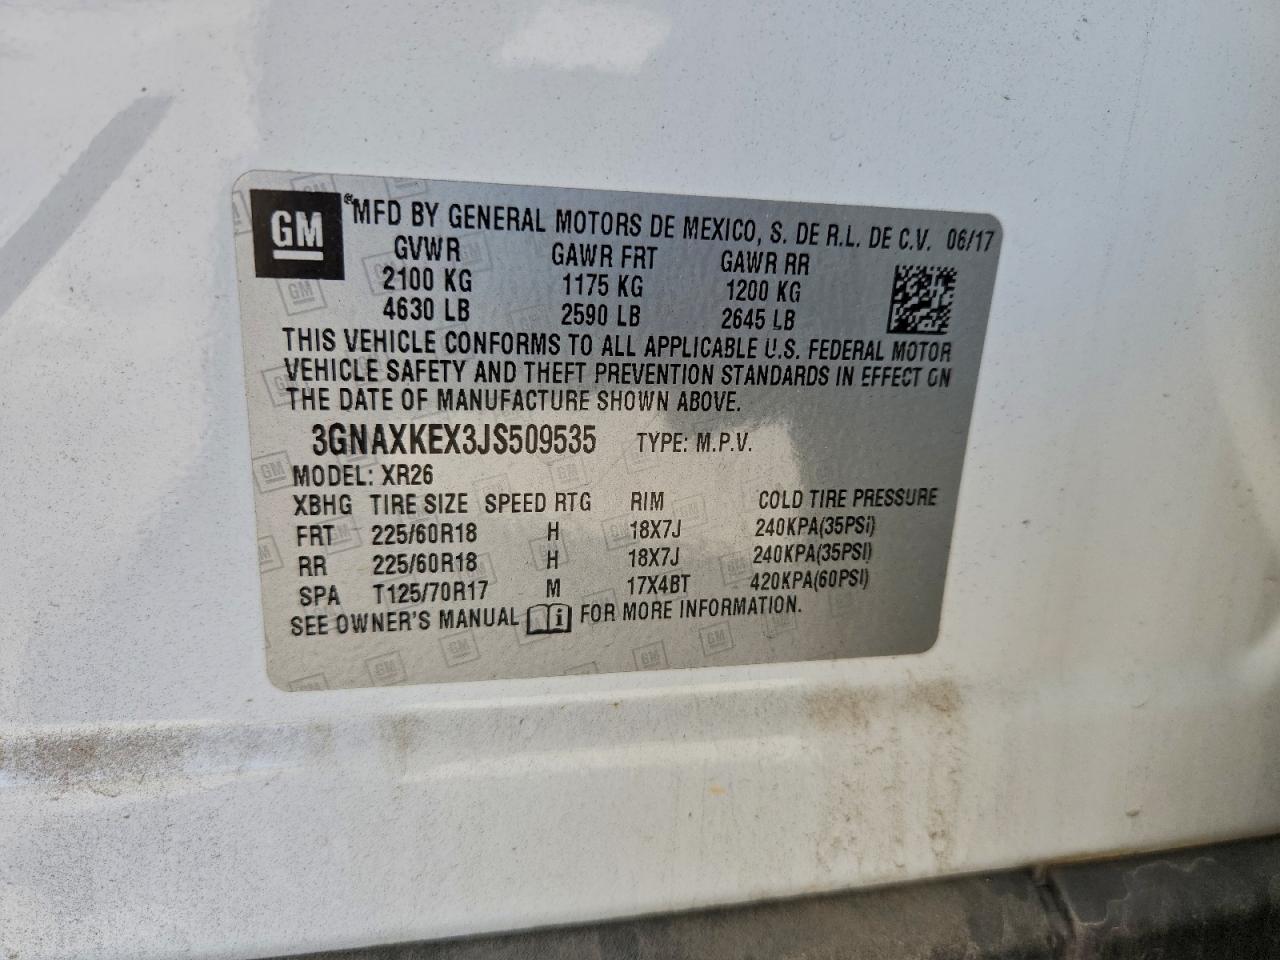 GM
®MFD BY GENERAL MOTORS DE MEXICO, S. DE R.L. DE C.V. 06/17
GVWR GAWR FRT GAWR RR
2100 KG 1175 KG 1200 KG
4630 LB 2590 LB 2645 LB
THIS VEHICLE CONFORMS TO ALL APPLICABLE U.S. FEDERAL MOTOR
VEHICLE SAFETY AND THEFT PREVENTION STANDARDS IN EFFECT ON
THE DATE OF MANUFACTURE SHOWN ABOVE.
3GNAXKEX3JS509535 TYPE: M.P.V.
MODEL: XR26
XBHG TIRE SIZE SPEED RTG RIM COLD TIRE PRESSURE
FRT 225/60R18 H 18X7J 240KPA(35PSI)
RR 225/60R18 H 18X7J 240KPA(35PSI)
SPA T125/70R17 M 17X4BT 420KPA(60PSI)
SEE OWNER'S MANUAL i FOR MORE INFORMATION.